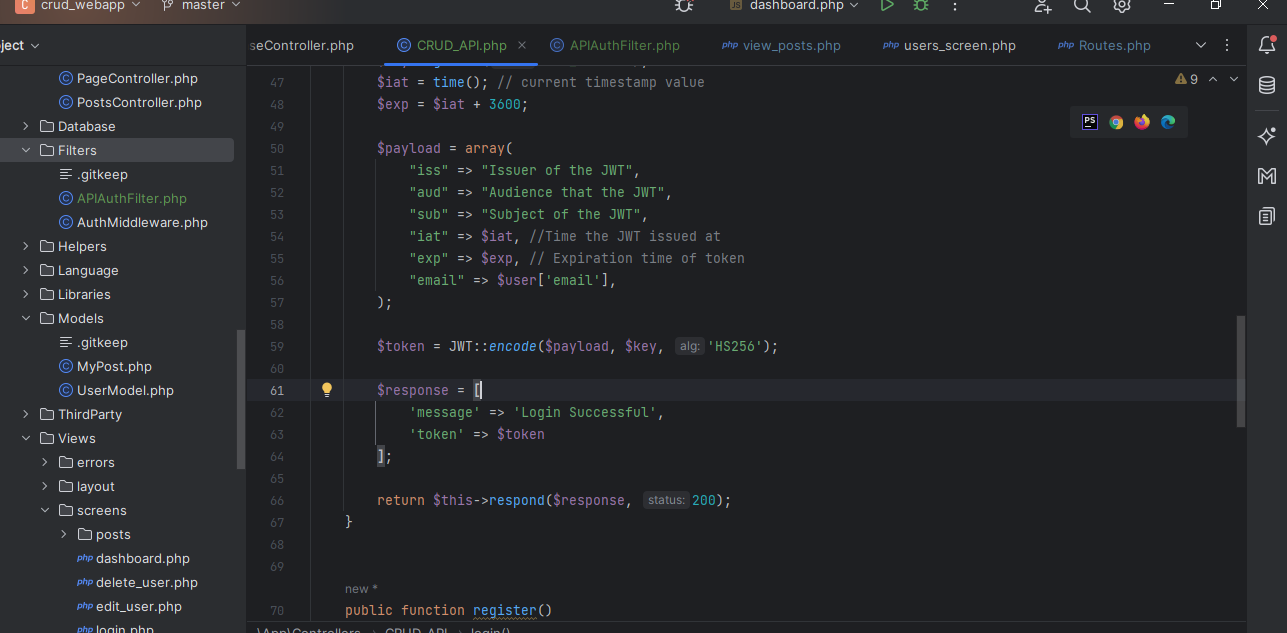 crud_webapp
master
dashboard.php
ject
seController.php
CRUD_API.php
APIAuthFilter.php
view_posts.php
users_screen.php
Routes.php
PageController.php
PostsController.php
Database
Filters
.gitkeep
APIAuthFilter.php
AuthMiddleware.php
Helpers
Language
Libraries
Models
.gitkeep
MyPost.php
UserModel.php
ThirdParty
Views
errors
layout
screens
posts
php dashboard.php
php delete_user.php
php edit_user.php
php login.php
9
47 $iat = time(); // current timestamp value
48 $exp = $iat + 3600;
49
50 $payload = array(
51 "iss" => "Issuer of the JWT",
52 "aud" => "Audience that the JWT",
53 "sub" => "Subject of the JWT",
54 "iat" => $iat, //Time the JWT issued at
55 "exp" => $exp, // Expiration time of token
56 "email" => $user['email'],
57 );
58
59 $token = JWT::encode($payload, $key, alg: 'HS256');
60
61 $response = [
62 'message' => 'Login Successful',
63 'token' => $token
64 ];
65
66 return $this->respond($response, status: 200);
67 }
68
69
new *
70 public function register()
\App\Controllers > CRUD_API > login()